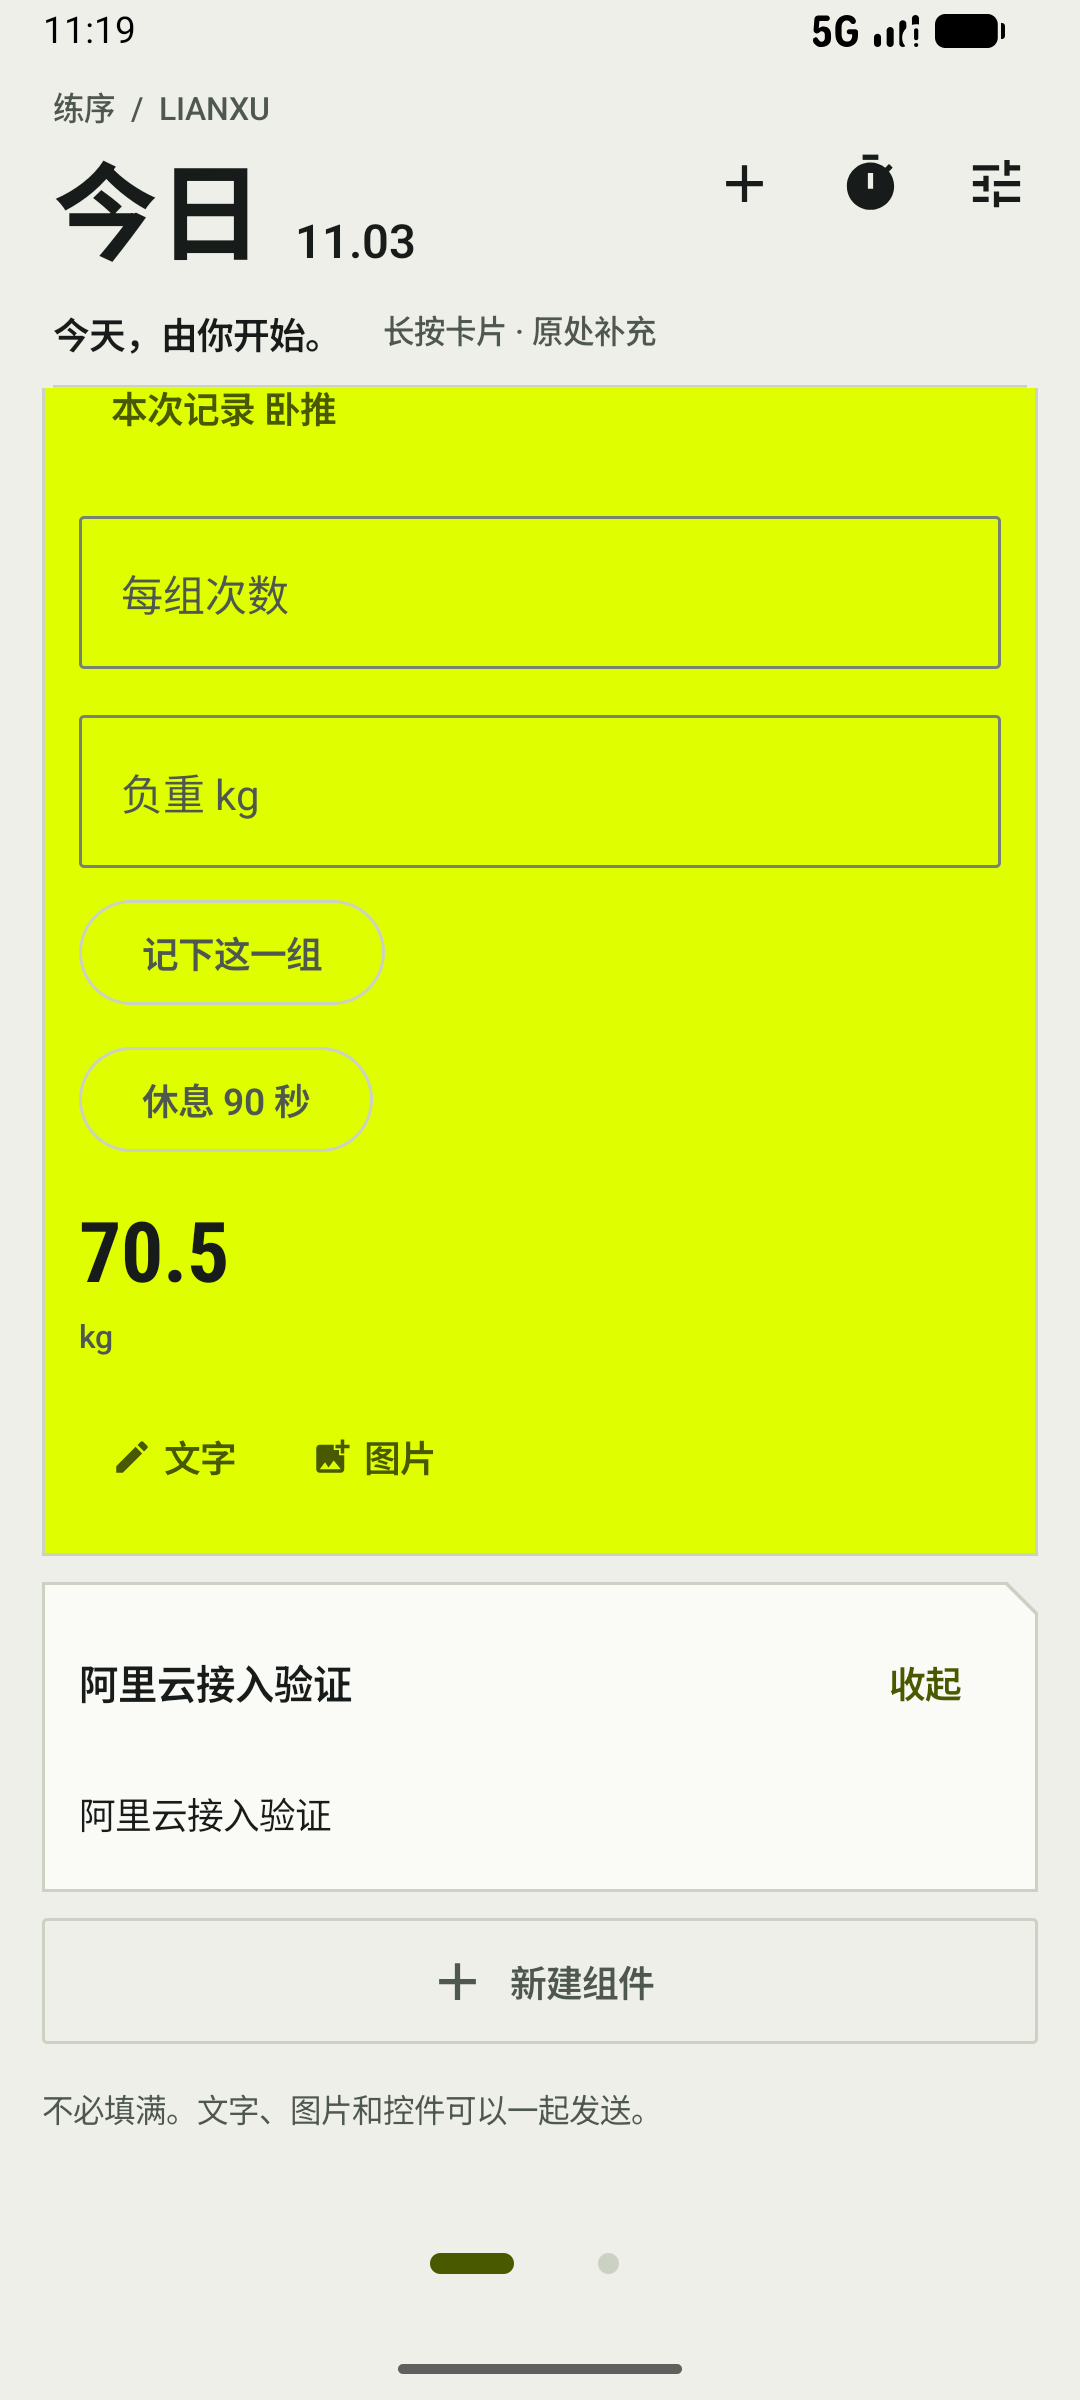 11:19 5G
练序 / LIANXU
今日 11.03
今天，由你开始。 长按卡片 · 原处补充
本次记录 卧推
每组次数
负重 kg
记下这一组
休息 90 秒
70.5
kg
文字 图片
阿里云接入验证 收起
阿里云接入验证
新建组件
不必填满。文字、图片和控件可以一起发送。